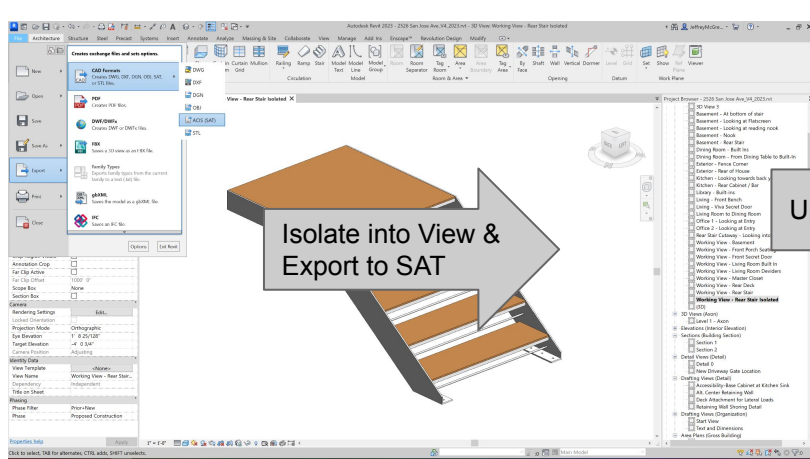 Autodesk Revit 2023 - 2526 San Jose Ave_V4_2023.rvt - 3D View: Working View - Rear Stair Isolated
JeffreyMcGre...
File Architecture Structure Steel Precast Systems Insert Annotate Analyze Massing & Site Collaborate View Manage Add-Ins Enscape™ Revolution Design Modify
Creates exchange files and sets options.
New
Open
Save
Save As
Export
Print
Close
CAD Formats
Creates DWG, DXF, DGN, OBJ, SAT, or STL files.
PDF
Creates PDF files.
DWF/DWFx
Creates DWF or DWFx files.
FBX
Saves a 3D view as an FBX file.
Family Types
Exports family types from the current family to a text (.txt) file.
gbXML
Saves the model as a gbXML file.
IFC
Saves an IFC file.
Options
Exit Revit
DWG
DXF
DGN
OBJ
ACIS (SAT)
STL
Curtain Grid
Mullion
Railing Ramp Stair
Model Text
Model Line
Model Group
Room
Room Separator
Tag Room
Area
Area Boundary
Tag Area
By Face
Shaft Wall Vertical Dormer
Level Grid
Set Show Ref Plane Viewer
Circulation Model Room & Area Opening Datum Work Plane
View - Rear Stair Isolated
Isolate into View &
Export to SAT
U
Project Browser - 2526 San Jose Ave_V4_2023.rvt
3D View 3
Basement - At bottom of stair
Basement - Looking at Flatscreen
Basement - Looking at reading nook
Basement - Nook
Basement - Rear Stair
Dining Room - Built Ins
Dining Room - From Dining Table to Built-in
Exterior - Fence Corner
Exterior - Rear of House
Kitchen - Looking towards back y
Kitchen - Rear Cabinet / Bar
Library - Built-ins
Living - Front Bench
Living - Viva Secret Door
Living Room to Dining Room
Office 1 - Looking at Entry
Office 2 - Looking at Entry
Rear Stair Cutaway - Looking into
Working View - Basement
Working View - Front Porch Seating
Working View - Front Secret Door
Working View - Living Room Built In
Working View - Living Room Deviders
Working View - Master Closet
Working View - Rear Deck
Working View - Rear Stair
Working View - Rear Stair Isolated
{3D}
3D Views (Axon)
Level 1 - Axon
Elevations (Interior Elevation)
Sections (Building Section)
Section 1
Section 2
Detail Views (Detail)
Detail 0
New Driveway Gate Location
Drafting Views (Detail)
Accessibility-Base Cabinet at Kitchen Sink
Alt. Center Retaining Wall
Deck Attachment for Lateral Loads
Retaining Wall Shoring Detail
Drafting Views (Organization)
Start View
Text and Dimensions
Area Plans (Gross Building)
Annotation Crop
Far Clip Active
Far Clip Offset 1000' 0"
Scope Box None
Section Box
Camera
Rendering Settings Edit...
Locked Orientation
Projection Mode Orthographic
Eye Elevation 1' 8 25/128"
Target Elevation -4' 0 3/4"
Camera Position Adjusting
Identity Data
View Template <None>
View Name Working View - Rear Stair...
Dependency Independent
Title on Sheet
Phasing
Phase Filter Prior+New
Phase Proposed Construction
Properties help
Apply
1" = 1'-0"
Click to select, TAB for alternates, CTRL adds, SHIFT unselects.
Main Model